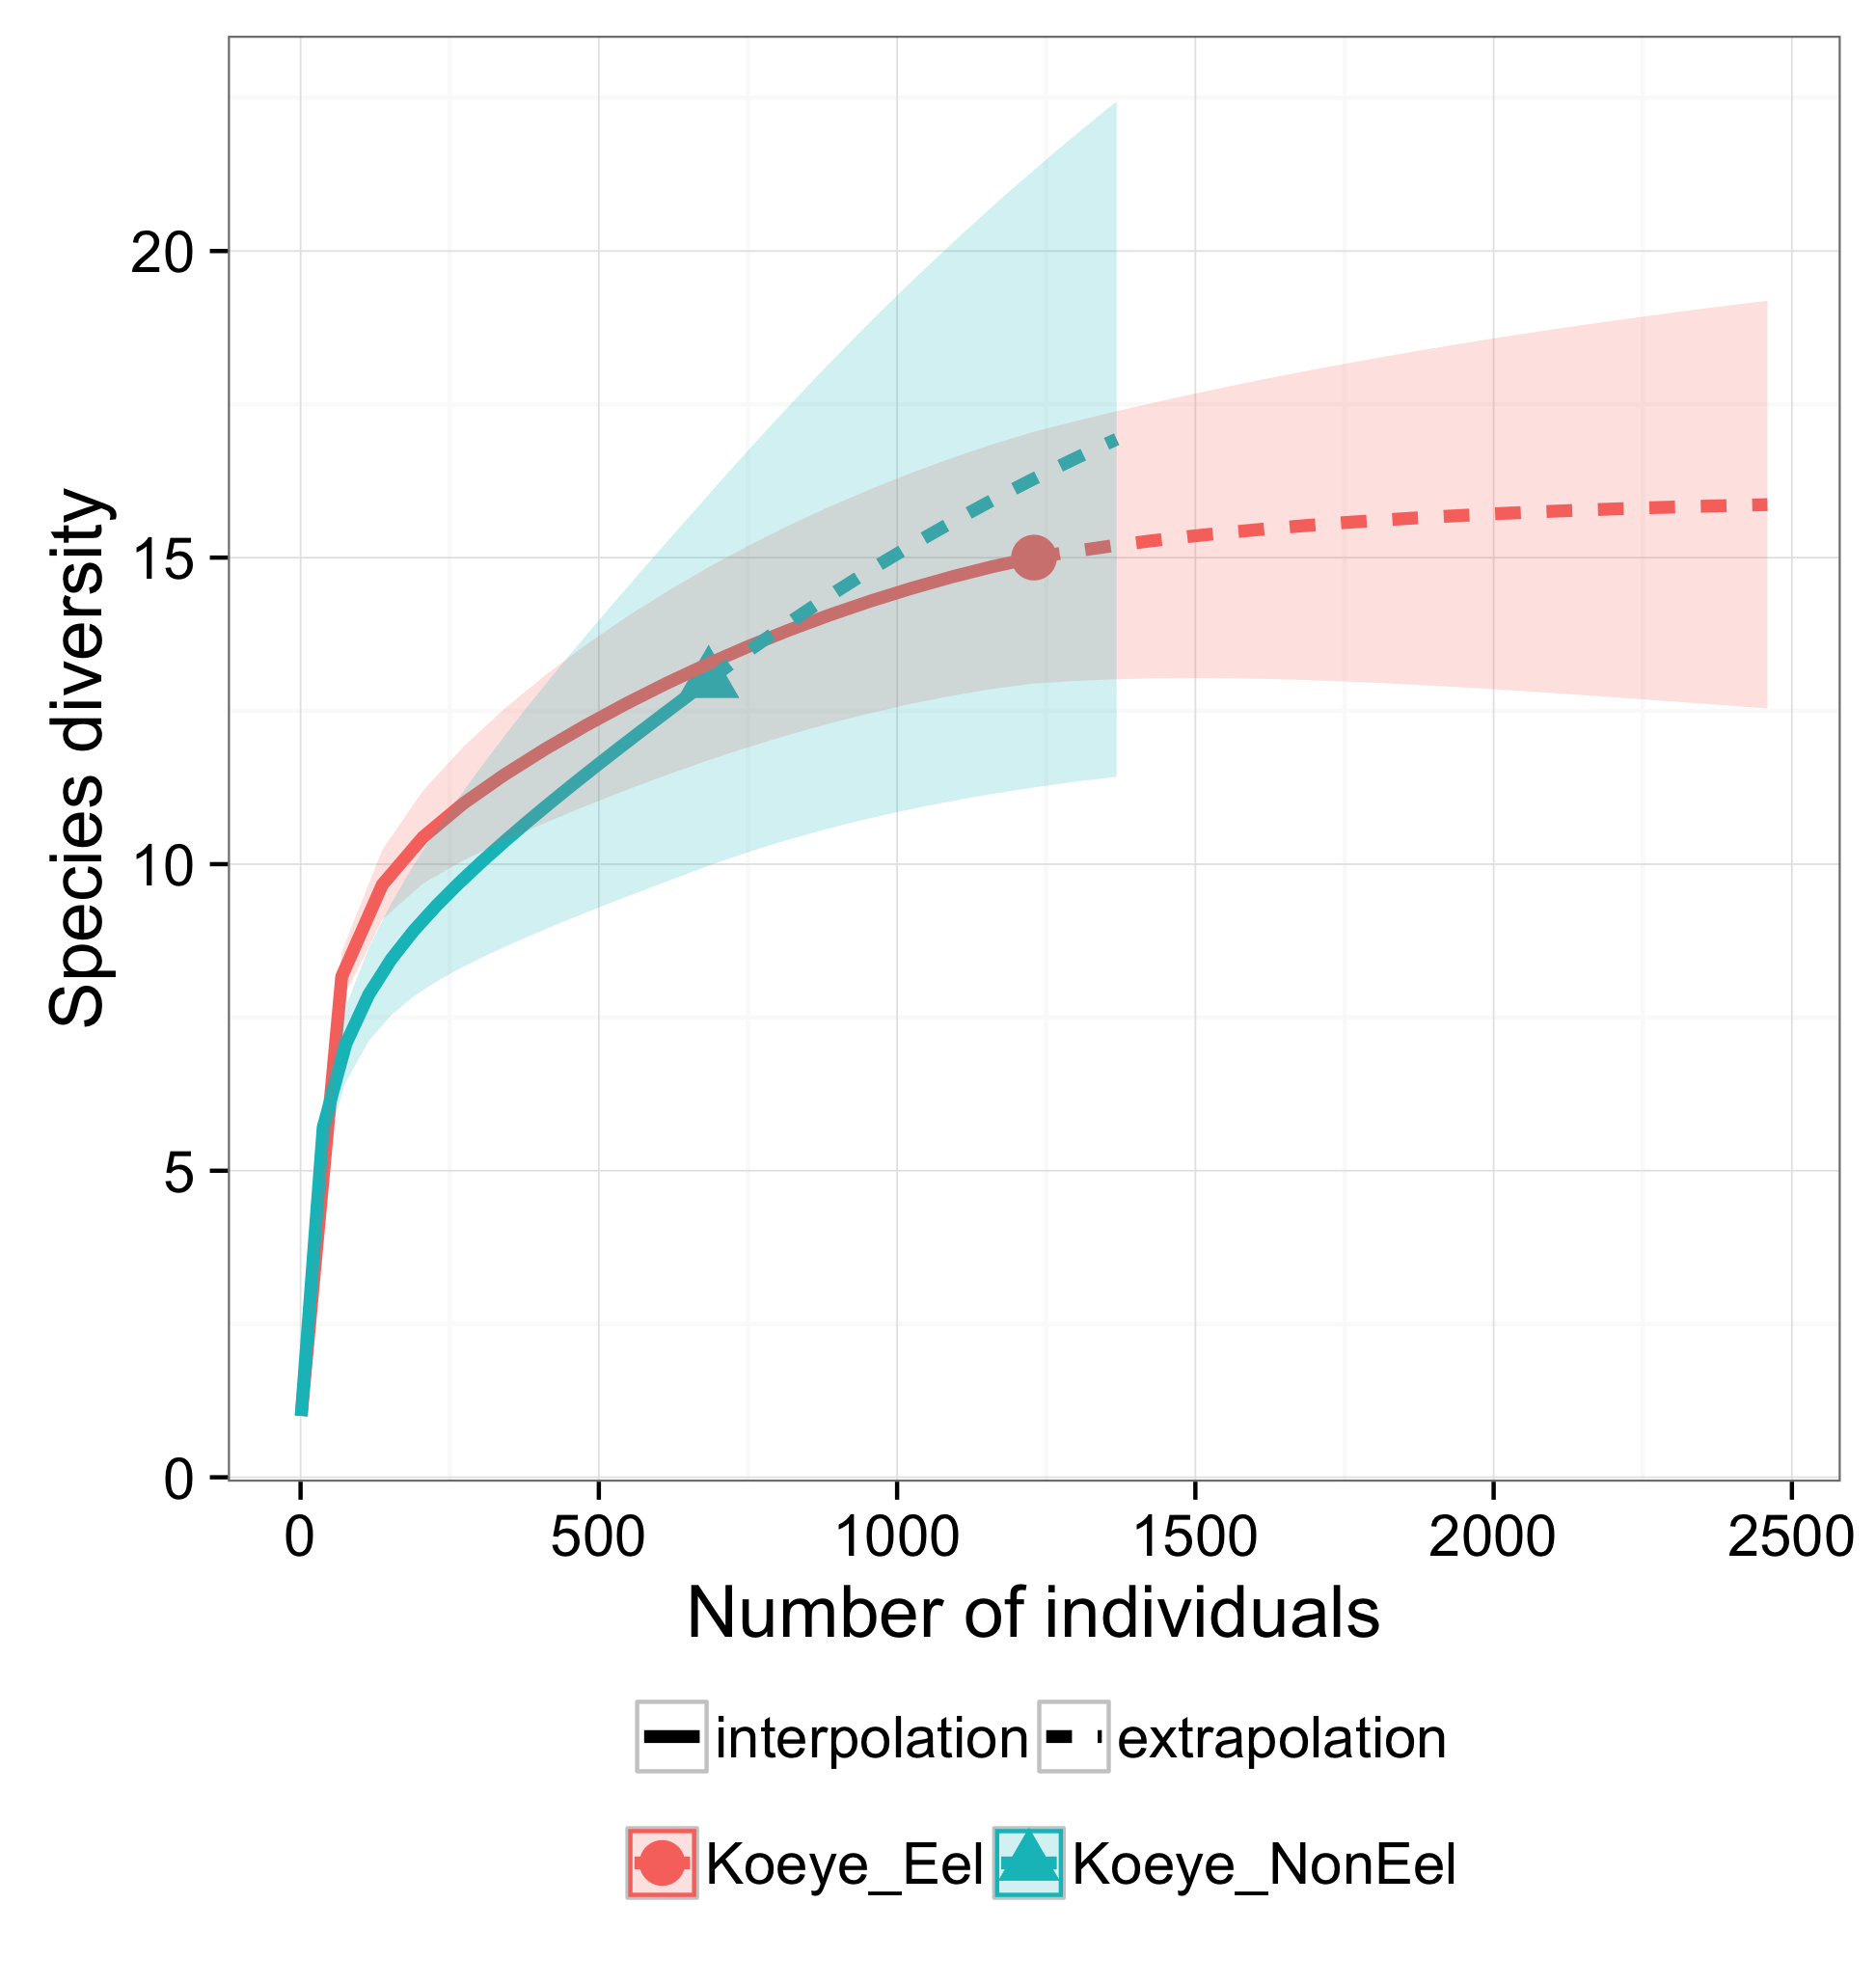 Species diversity
20
15
10
5
0
0 500 1000 1500 2000 2500
Number of individuals
interpolation extrapolation
Koeye_Eel Koeye_NonEel